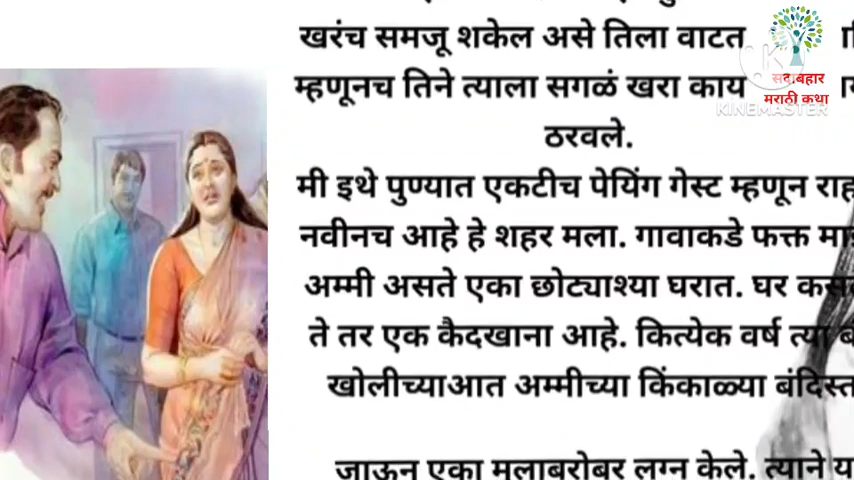 खरंच समजू शकेल असे तिला वाटत
म्हणूनच तिने त्याला सगळं खरा काय
ठरवले.
मी इथे पुण्यात एकटीच पेयिंग गेस्ट म्हणून
नवीनच आहे हे शहर मला. गावाकडे फक्त
अम्मी असते एका छोट्याश्या घरात. घर
ते तर एक कैदखाना आहे. कित्येक वर्ष त्या
खोलीच्याआत अम्मीच्या किंकाळ्या बंदिस्त
जाऊन एका मुलाबरोबर लग्न केले. त्याने
सदाबहार
मराठी कथा
KINEMASTER